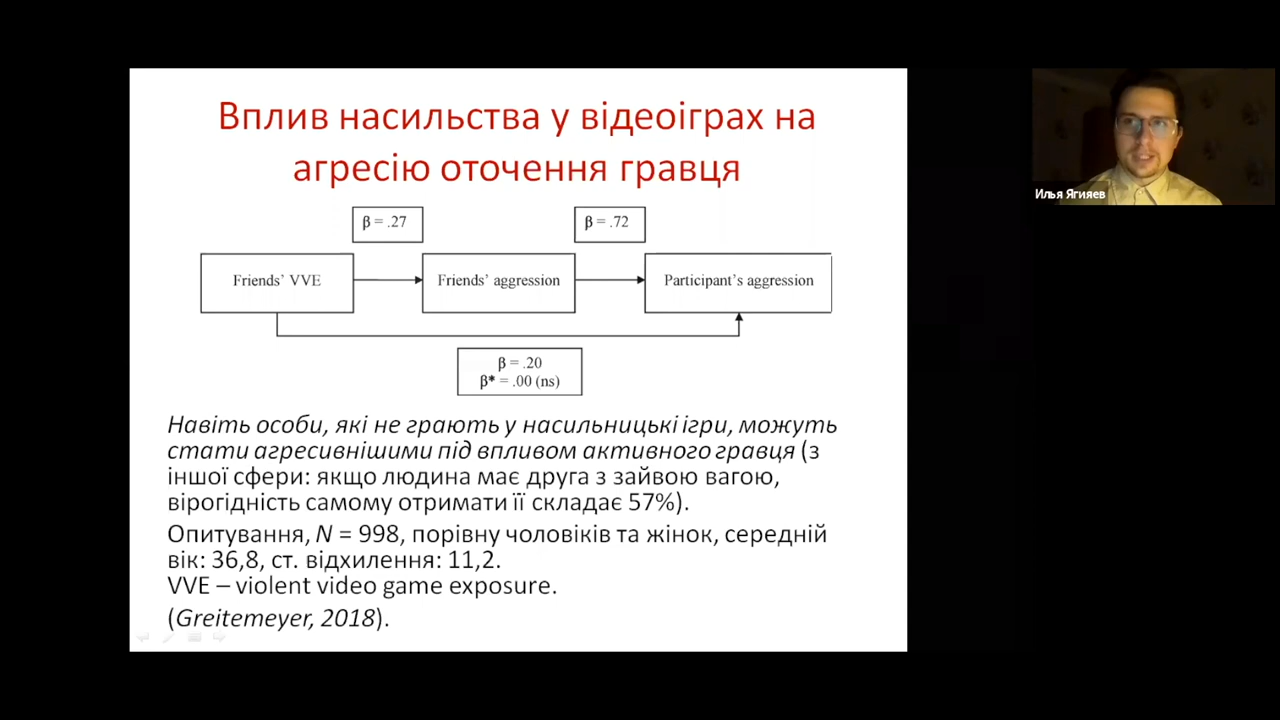 Вплив насильства у відеоіграх на
агресію оточення гравця
β = .27
β = .72
Friends’ VVE
Friends’ aggression
Participant’s aggression
β = .20
β* = .00 (ns)
Навіть особи, які не грають у насильницькі ігри, можуть
стати агресивнішими під впливом активного гравця (з
іншої сфери: якщо людина має друга з зайвою вагою,
вірогідність самому отримати її складає 57%).
Опитування, N = 998, порівну чоловіків та жінок, середній
вік: 36,8, ст. відхилення: 11,2.
VVE – violent video game exposure.
(Greitemeyer, 2018).
Илья Ягияев